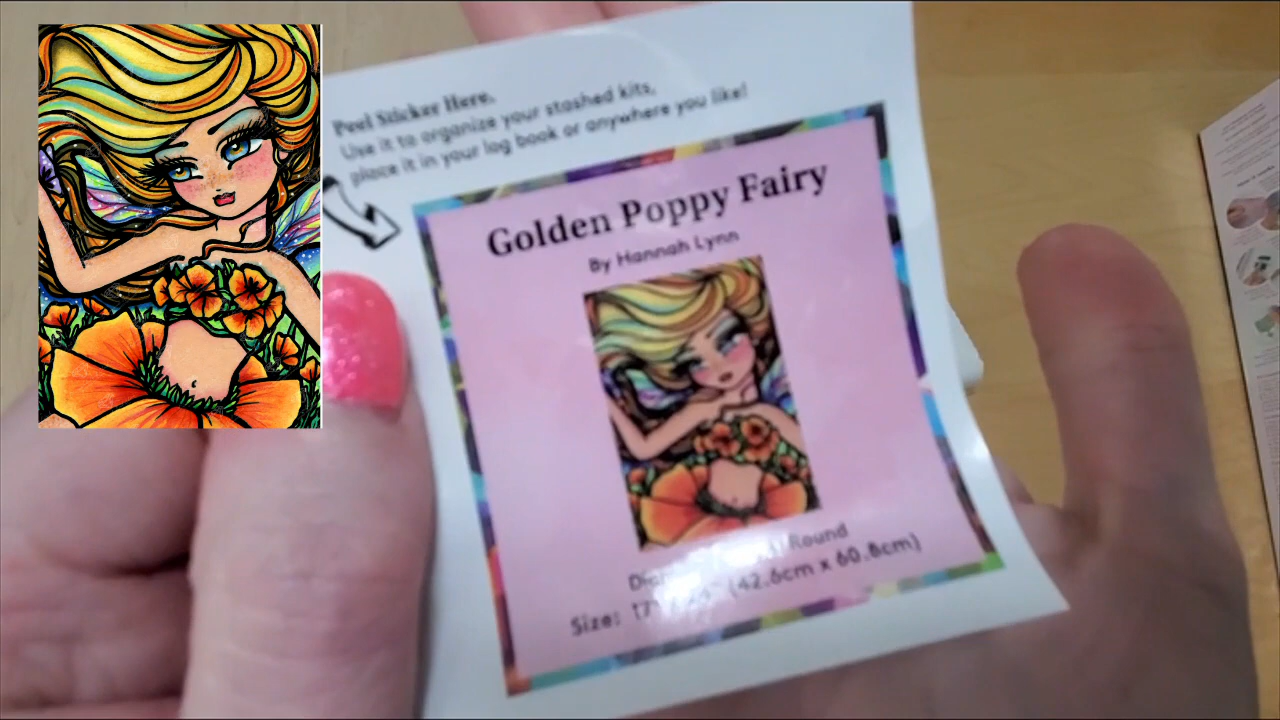 Peel Sticker Here.
Use it to organize your stashed kits,
place it in your log book or anywhere you like!
Golden Poppy Fairy
By Hannah Lynn
Round
Size: 17" (42.6cm x 60.8cm)